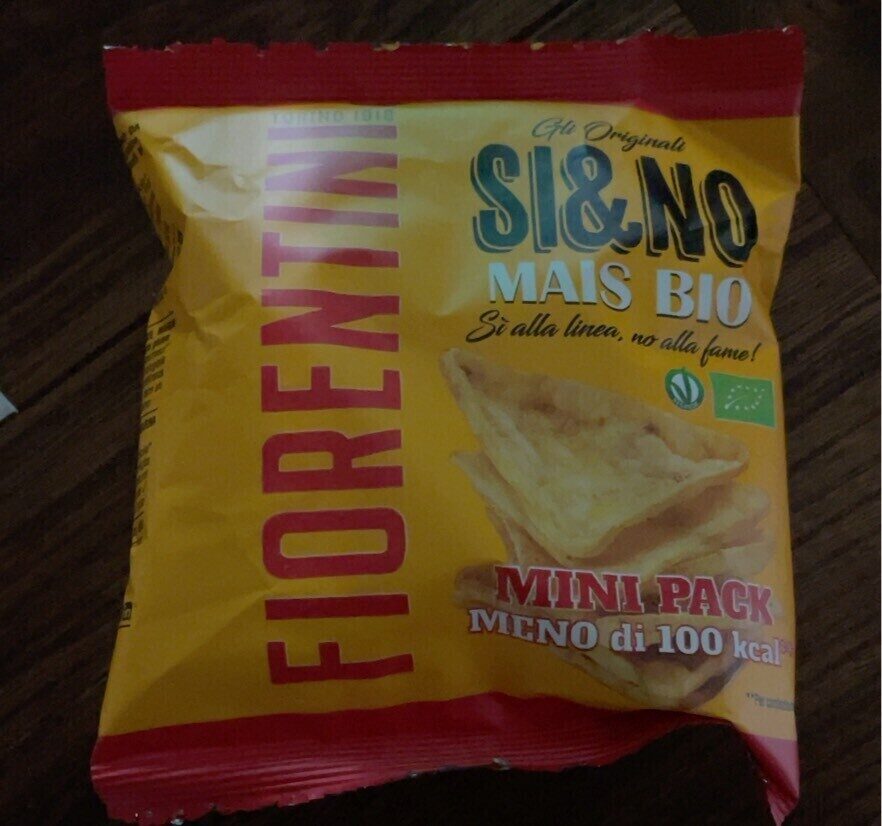 FIORENTINI
TORINO 1918
Gli Originali
SI&NO
MAIS BIO
Sì alla linea, no alla fame!
MINI PACK
MENO di 100 kcal**
**Per